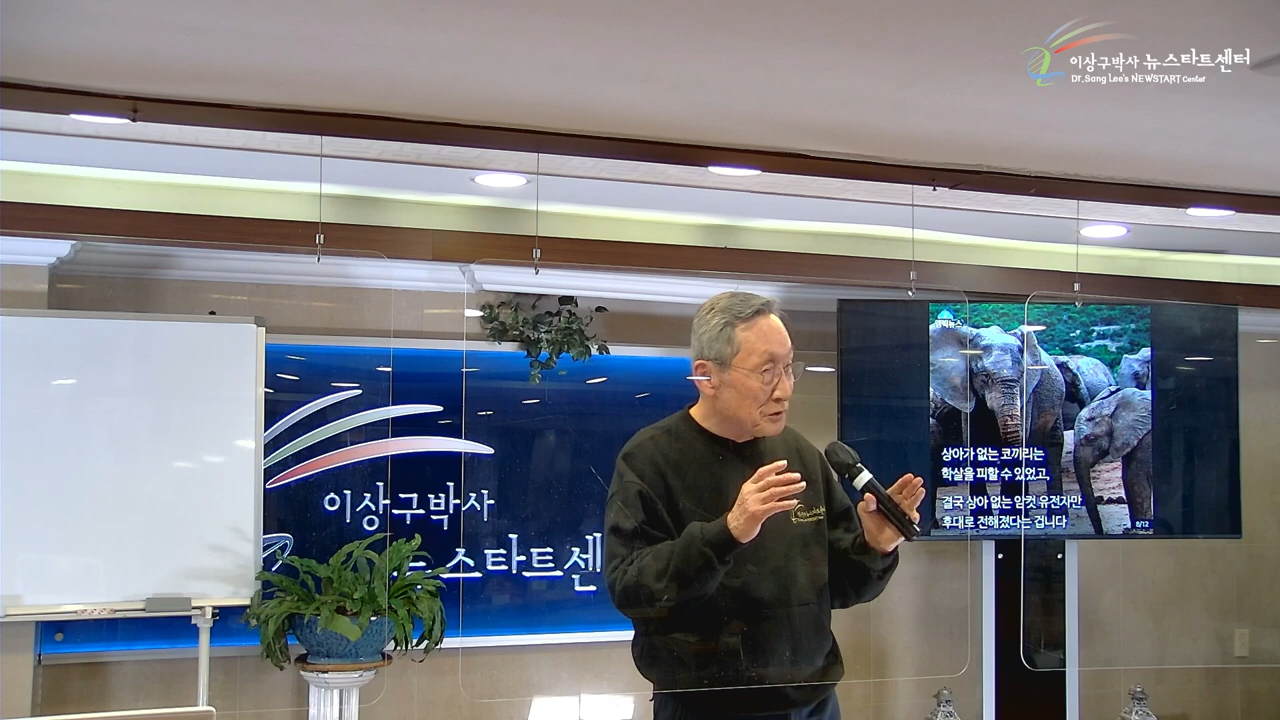 이상구박사 뉴스타트센터
Dr. Sang Lee's NEWSTART Center
이상구박사
뉴스타트센
상아가 없는 코끼리는
학살을 피할 수 있었고,
결국 상아 없는 암컷 유전자만
후대로 전해졌다는 겁니다
8/12